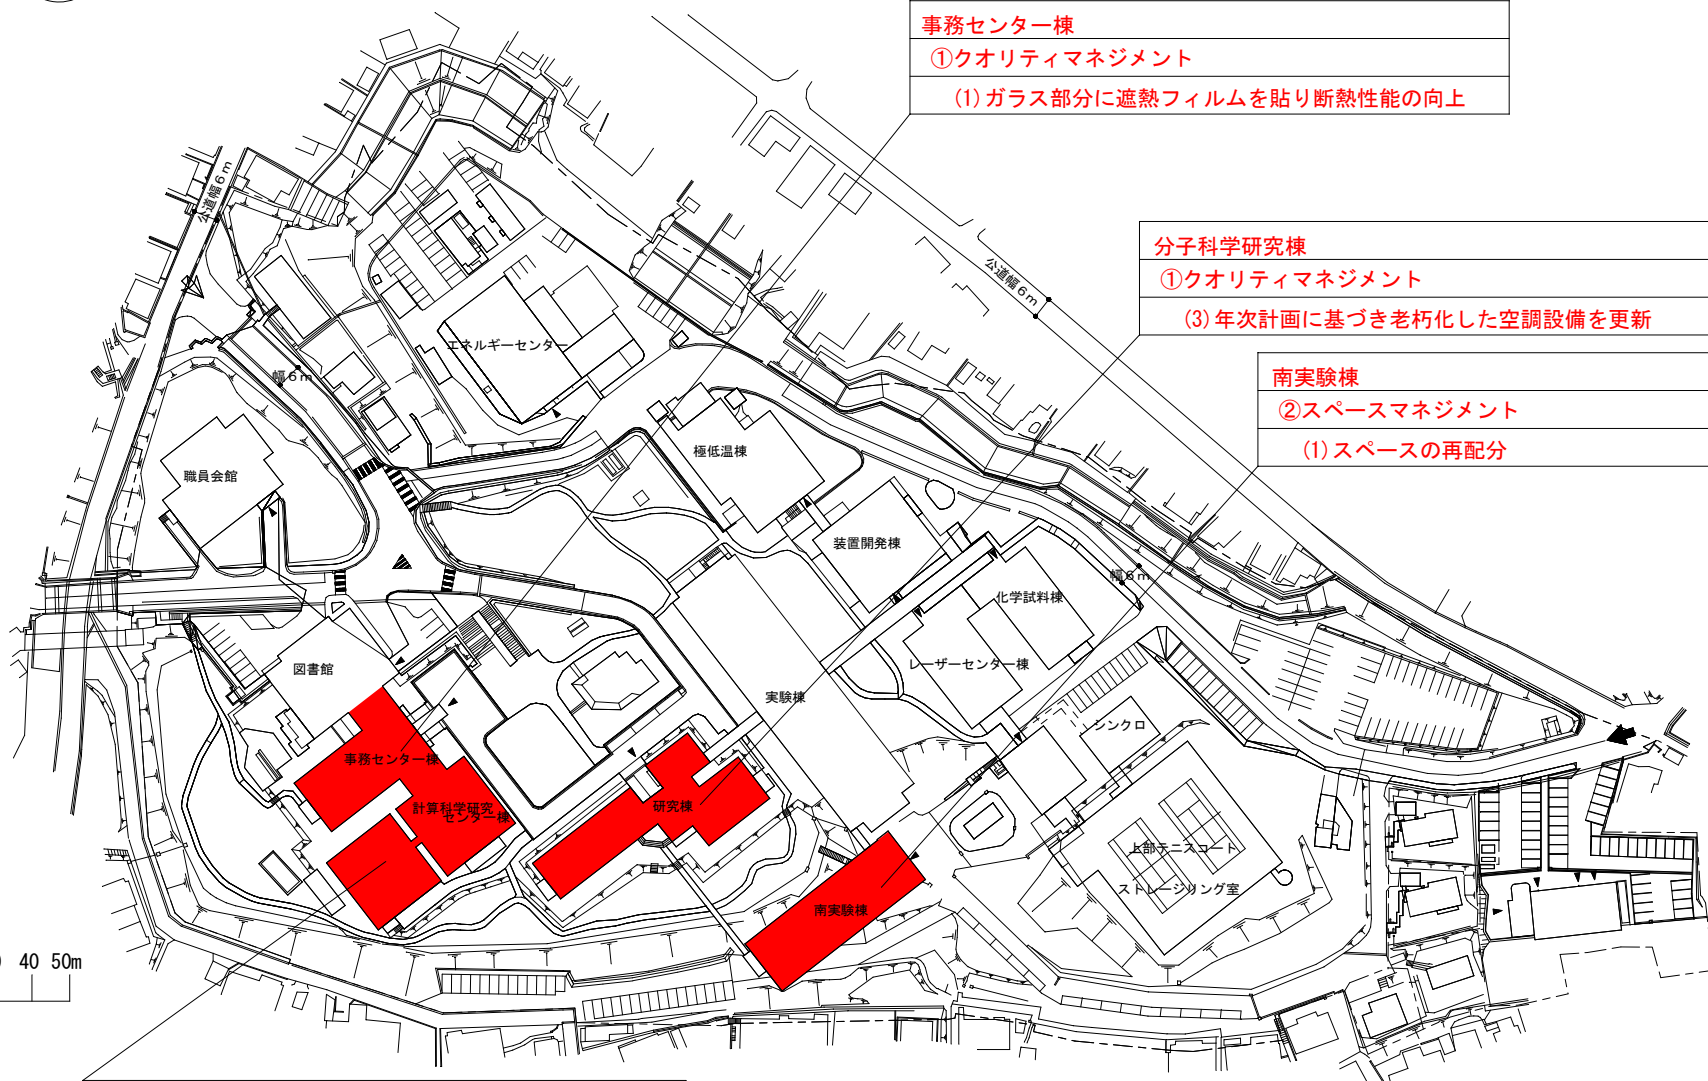 事務センター棟
①クオリティマネジメント
(1)ガラス部分に遮熱フィルムを貼り断熱性能の向上
分子科学研究棟
①クオリティマネジメント
(3)年次計画に基づき老朽化した空調設備を更新
南実験棟
②スペースマネジメント
(1)スペースの再配分
公道幅6m
公道幅6m
エネルギーセンター
幅6m
極低温棟
職員会館
装置開発棟
幅6m
化学試料棟
レーザーセンター棟
図書館
実験棟
シンクロ
事務センター棟
研究棟
計算科学研究
センター棟
上部テニスコート
ストレージリング室
南実験棟
40 50m